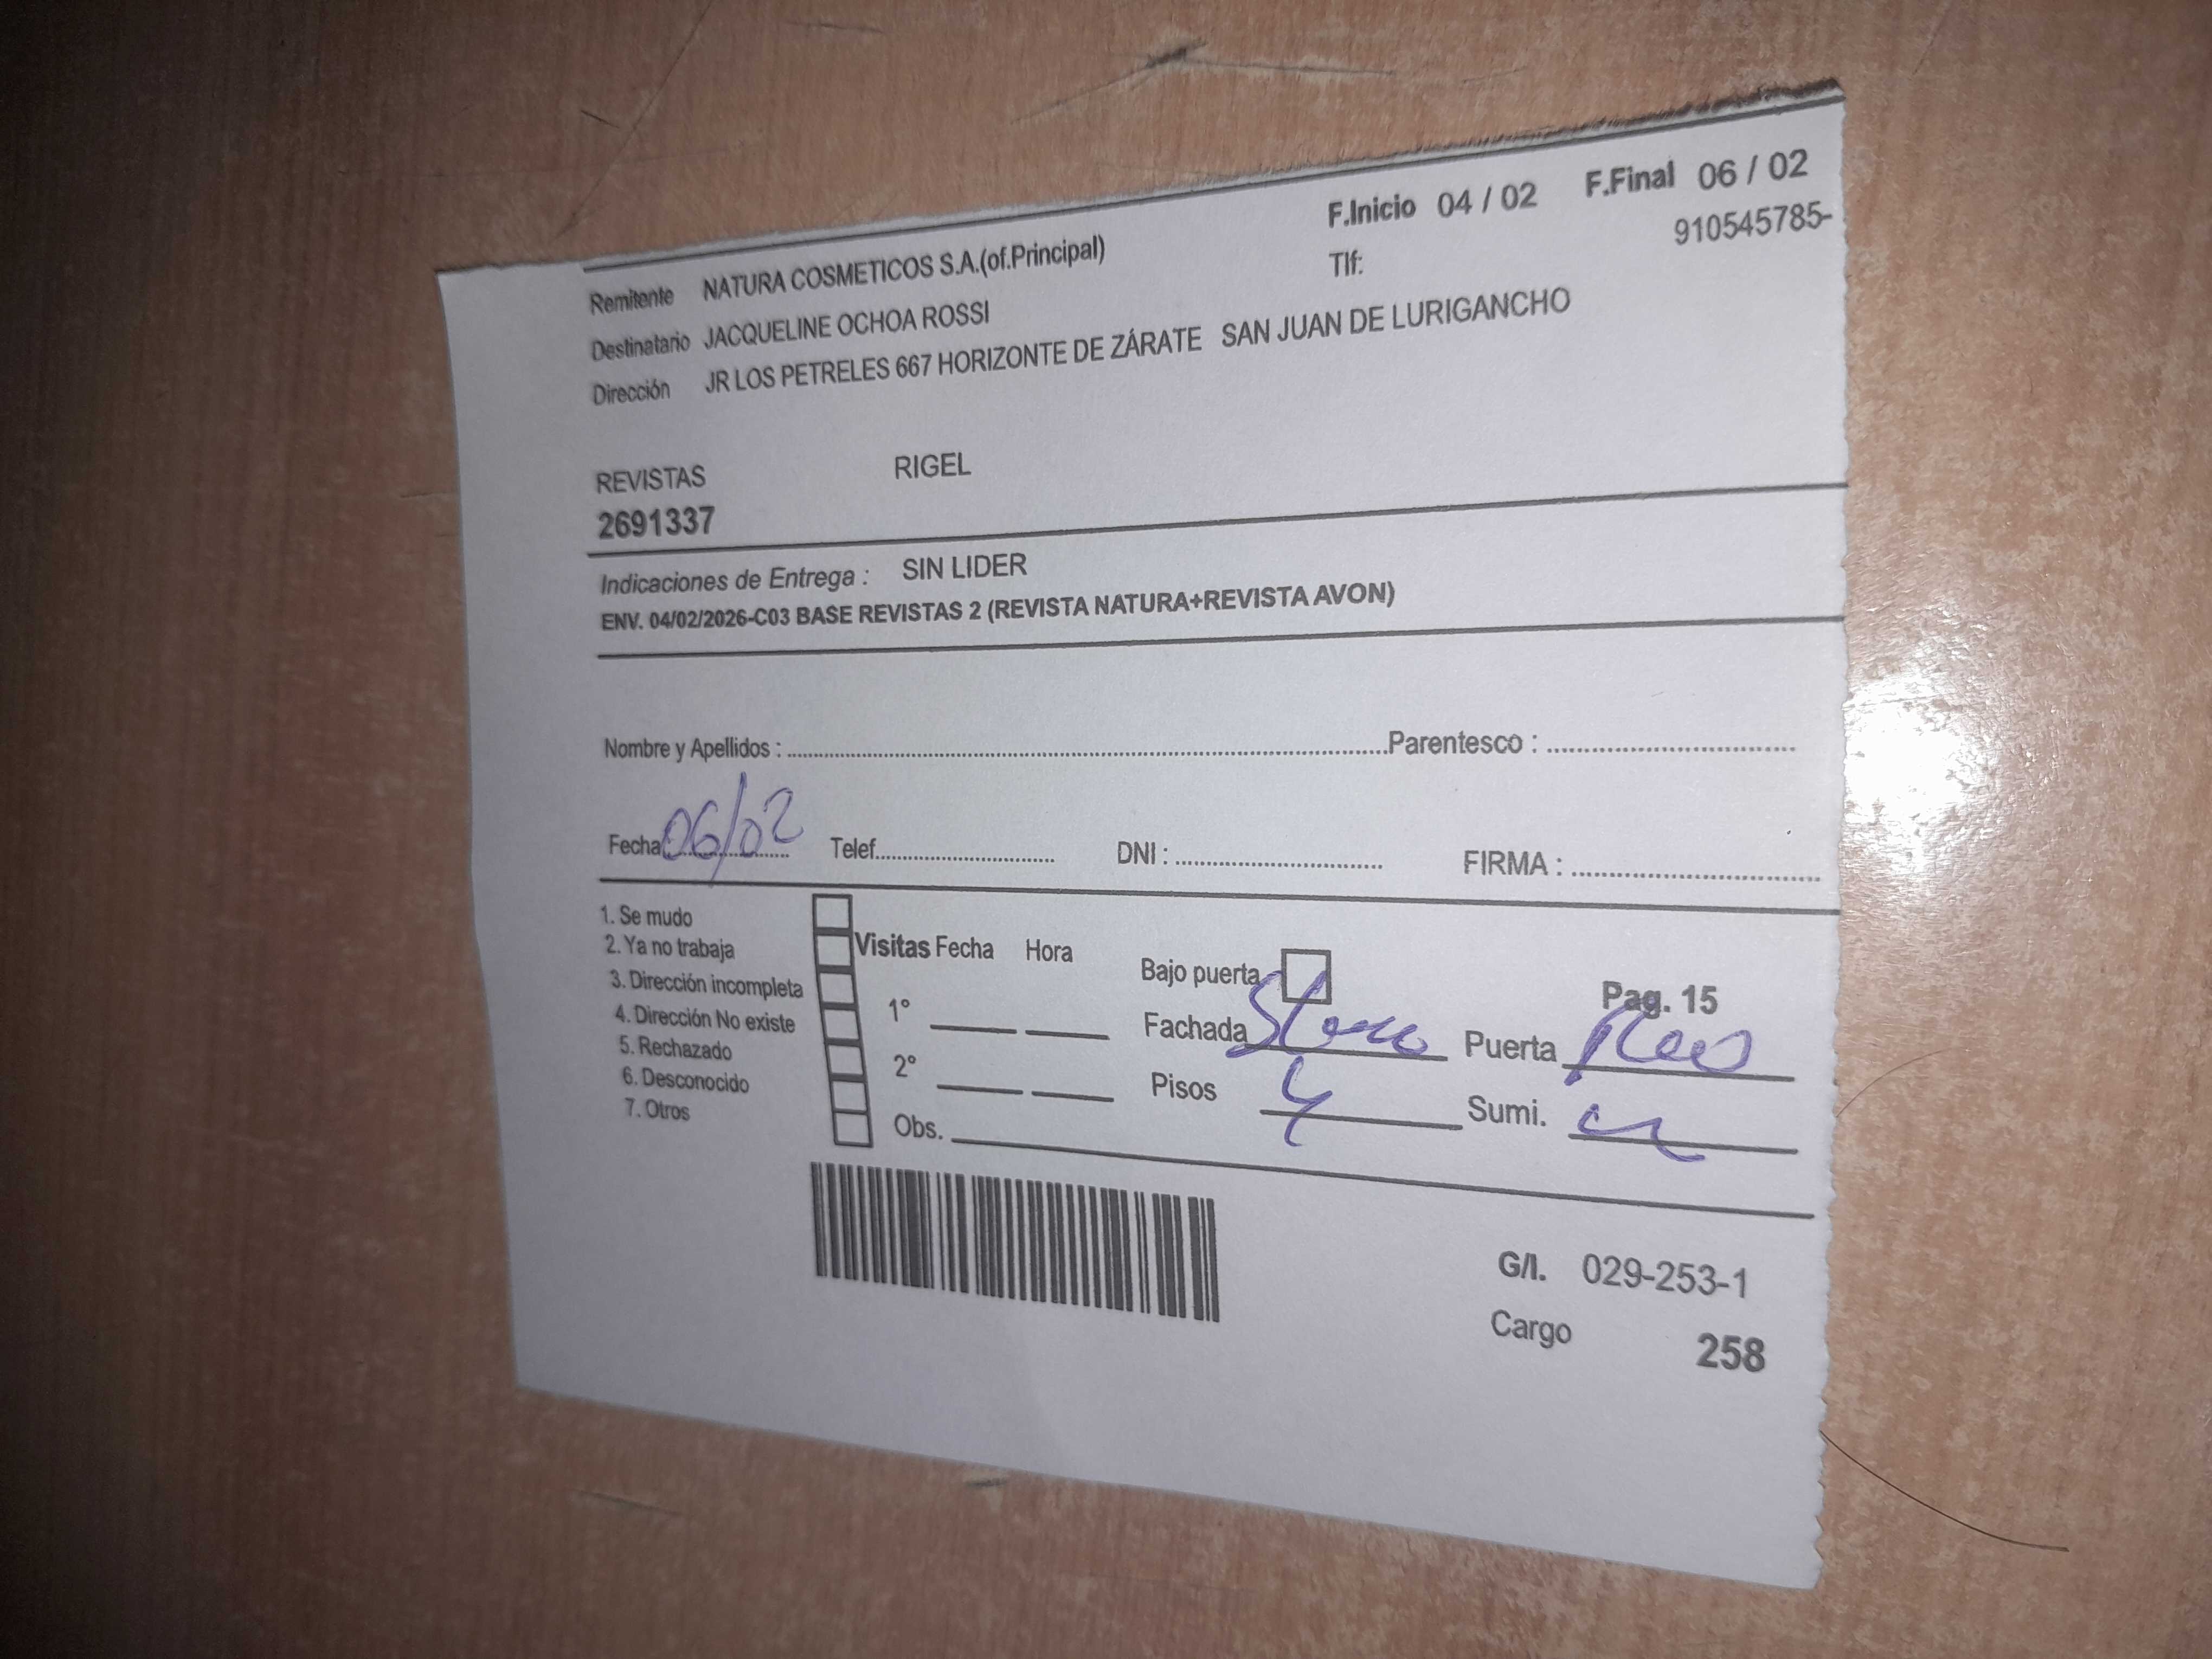 F.Inicio 04 / 02 F.Final 06 / 02
Remitente NATURA COSMETICOS S.A.(of.Principal) Tlf: 910545785-
Destinatario JACQUELINE OCHOA ROSSI
Dirección JR LOS PETRELES 667 HORIZONTE DE ZÁRATE SAN JUAN DE LURIGANCHO
REVISTAS RIGEL
2691337
Indicaciones de Entrega : SIN LIDER
ENV. 04/02/2026-C03 BASE REVISTAS 2 (REVISTA NATURA+REVISTA AVON)
Nombre y Apellidos : Parentesco :
Fecha 06/02 Telef. DNI : FIRMA :
1. Se mudo
2. Ya no trabaja
3. Dirección incompleta
4. Dirección No existe
5. Rechazado
6. Desconocido
7. Otros
Visitas Fecha Hora
1°
2°
Obs.
Bajo puerta Pag. 15
Fachada Puerta
Pisos 4 Sumi.
G/I. 029-253-1
Cargo 258